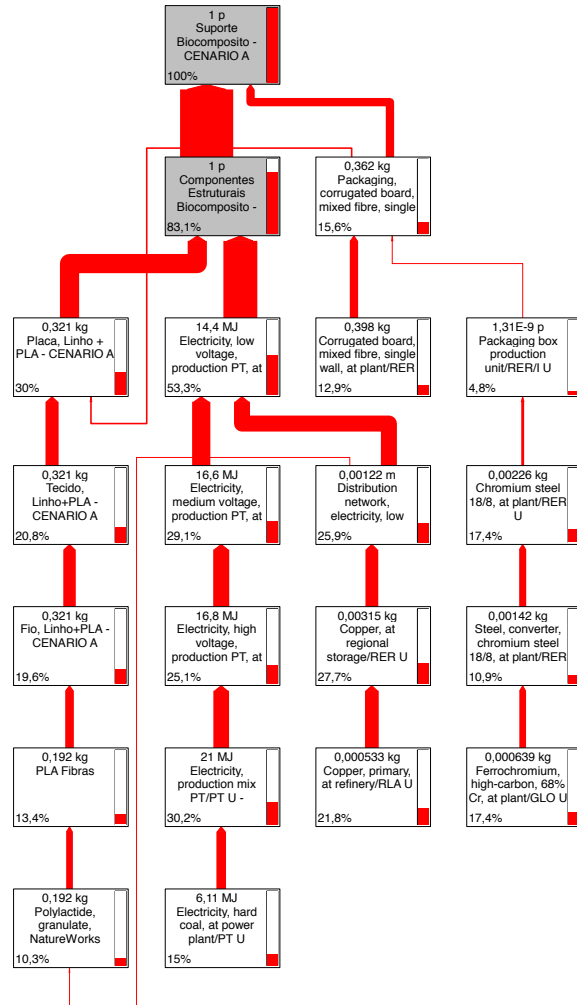 1 p
Suporte
Biocomposito -
CENARIO A
100%
1 p
Componentes
Estruturais
Biocomposito -
83,1%
0,362 kg
Packaging,
corrugated board,
mixed fibre, single
15,6%
0,321 kg
Placa, Linho +
PLA - CENARIO A
30%
14,4 MJ
Electricity, low
voltage,
production PT, at
53,3%
0,398 kg
Corrugated board,
mixed fibre, single
wall, at plant/RER
12,9%
1,31E-9 p
Packaging box
production
unit/RER/I U
4,8%
0,321 kg
Tecido,
Linho+PLA -
CENARIO A
20,8%
16,6 MJ
Electricity,
medium voltage,
production PT, at
29,1%
0,00122 m
Distribution
network,
electricity, low
25,9%
0,00226 kg
Chromium steel
18/8, at plant/RER
U
17,4%
0,321 kg
Fio, Linho+PLA -
CENARIO A
19,6%
16,8 MJ
Electricity, high
voltage,
production PT, at
25,1%
0,00315 kg
Copper, at
regional
storage/RER U
27,7%
0,00142 kg
Steel, converter,
chromium steel
18/8, at plant/RER
10,9%
0,192 kg
PLA Fibras
13,4%
21 MJ
Electricity,
production mix
PT/PT U -
30,2%
0,000533 kg
Copper, primary,
at refinery/RLA U
21,8%
0,000639 kg
Ferrochromium,
high-carbon, 68%
Cr, at plant/GLO U
17,4%
0,192 kg
Polylactide,
granulate,
NatureWorks
10,3%
6,11 MJ
Electricity, hard
coal, at power
plant/PT U
15%